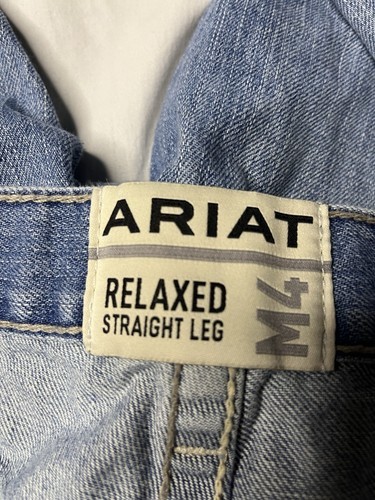 ARIAT
RELAXED
STRAIGHT LEG
M4